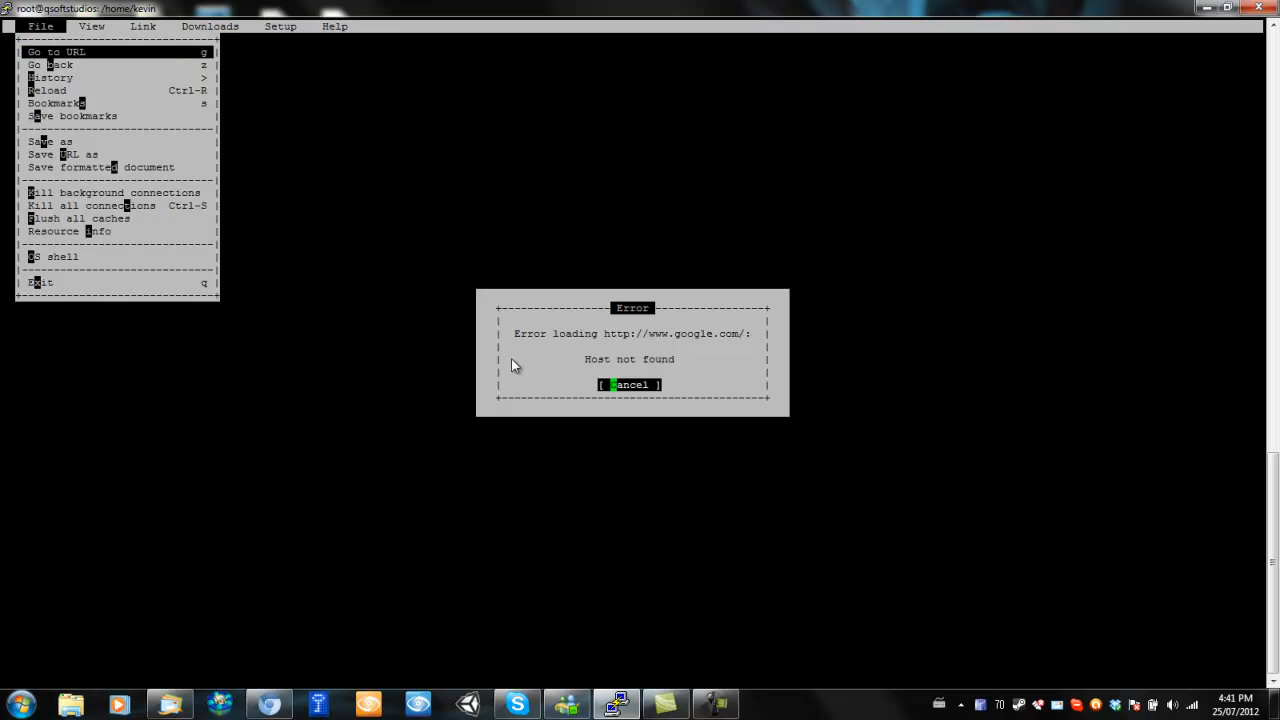 root@qsoftstudios: /home/kevin
File View Link Downloads Setup Help
Go to URL g
Go back z
History >
Reload Ctrl-R
Bookmarks s
Save bookmarks
Save as
Save URL as
Save formatted document
Kill background connections
Kill all connections Ctrl-S
Flush all caches
Resource info
OS shell
Exit q
Error
Error loading http://www.google.com/:
Host not found
[ Cancel ]
70
4:41 PM
25/07/2012